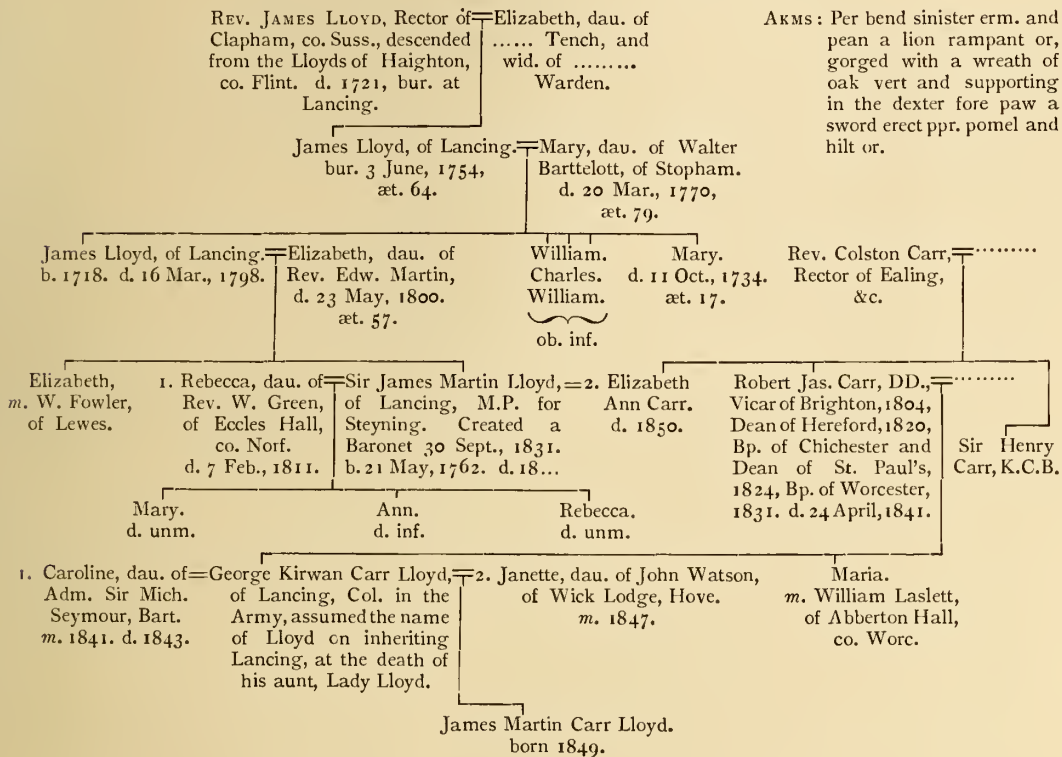 REV. JAMES LLOYD, Rector of
Clapham, co. Suss., descended
from the Lloyds of Haighton,
co. Flint. d. 1721, bur. at
Lancing.
Elizabeth, dau. of
...... Tench, and
wid. of .........
Warden.
AKMS : Per bend sinister erm. and
pean a lion rampant or,
gorged with a wreath of
oak vert and supporting
in the dexter fore paw a
sword erect ppr. pomel and
hilt or.
James Lloyd, of Lancing.
bur. 3 June, 1754,
æt. 64.
Mary, dau. of Walter
Barttelott, of Stopham.
d. 20 Mar., 1770,
æt. 79.
James Lloyd, of Lancing.
b. 1718. d. 16 Mar., 1798.
Elizabeth, dau. of
Rev. Edw. Martin,
d. 23 May, 1800.
æt. 57.
William.
Charles.
William.
ob. inf.
Mary.
d. 11 Oct., 1734.
æt. 17.
Rev. Colston Carr,
Rector of Ealing,
&c.
.........
Elizabeth,
m. W. Fowler,
of Lewes.
1. Rebecca, dau. of
Rev. W. Green,
of Eccles Hall,
co. Norf.
d. 7 Feb., 1811.
Sir James Martin Lloyd,
of Lancing, M.P. for
Steyning. Created a
Baronet 30 Sept., 1831.
b. 21 May, 1762. d. 18...
=2. Elizabeth
Ann Carr.
d. 1850.
Robert Jas. Carr, DD.,
Vicar of Brighton, 1804,
Dean of Hereford, 1820,
Bp. of Chichester and
Dean of St. Paul's,
1824, Bp. of Worcester,
1831. d. 24 April, 1841.
.........
Sir Henry
Carr, K.C.B.
Mary.
d. unm.
Ann.
d. inf.
Rebecca.
d. unm.
1. Caroline, dau. of
Adm. Sir Mich.
Seymour, Bart.
m. 1841. d. 1843.
=George Kirwan Carr Lloyd,
of Lancing, Col. in the
Army, assumed the name
of Lloyd cn inheriting
Lancing, at the death of
his aunt, Lady Lloyd.
2. Janette, dau. of John Watson,
of Wick Lodge, Hove.
m. 1847.
Maria.
m. William Laslett,
of Abberton Hall,
co. Worc.
James Martin Carr Lloyd.
born 1849.